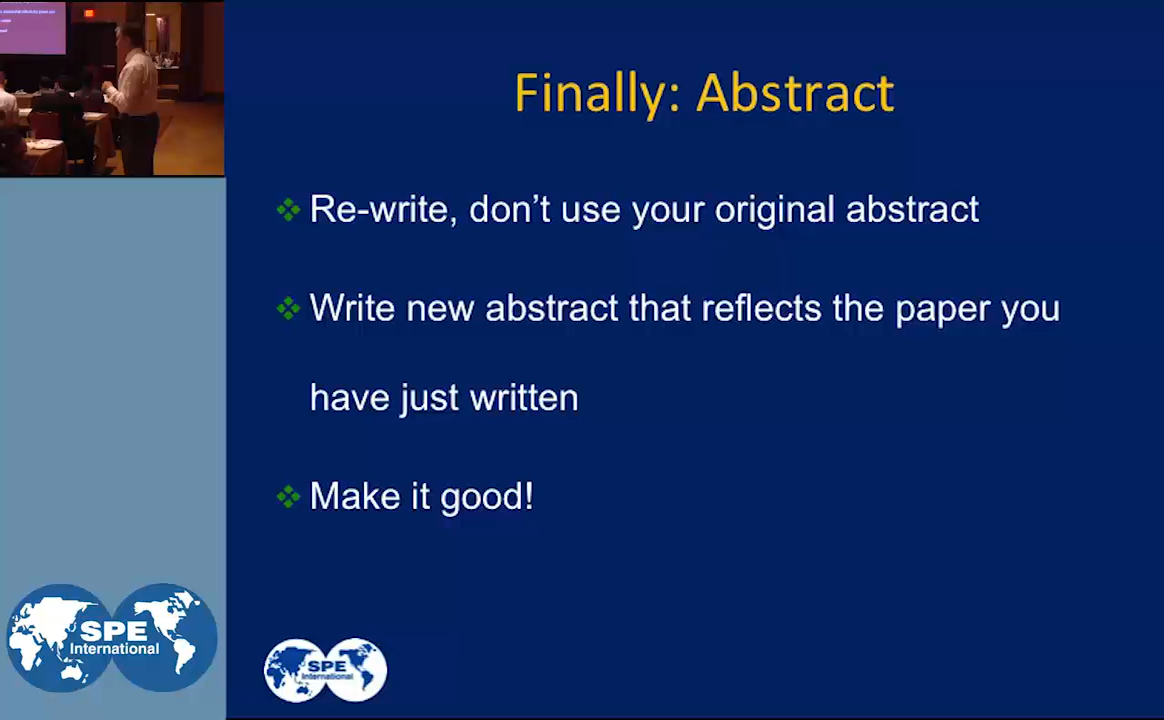 Finally: Abstract
Re-write, don't use your original abstract
Write new abstract that reflects the paper you
have just written
Make it good!
SPE
International
SPE
International